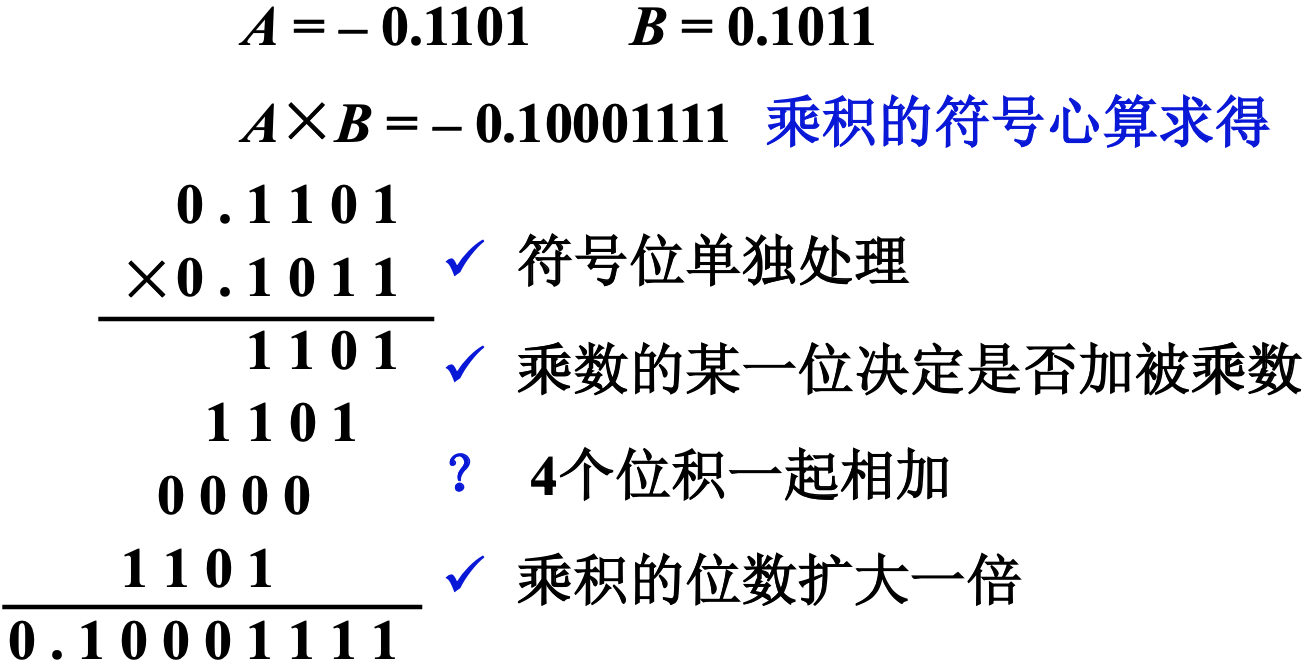 A = – 0.1101 B = 0.1011
A×B = – 0.10001111 乘积的符号心算求得
0.1101
×0.1011
1101
1101
0000
1101
0.10001111
✓ 符号位单独处理
✓ 乘数的某一位决定是否加被乘数
? 4个位积一起相加
✓ 乘积的位数扩大一倍